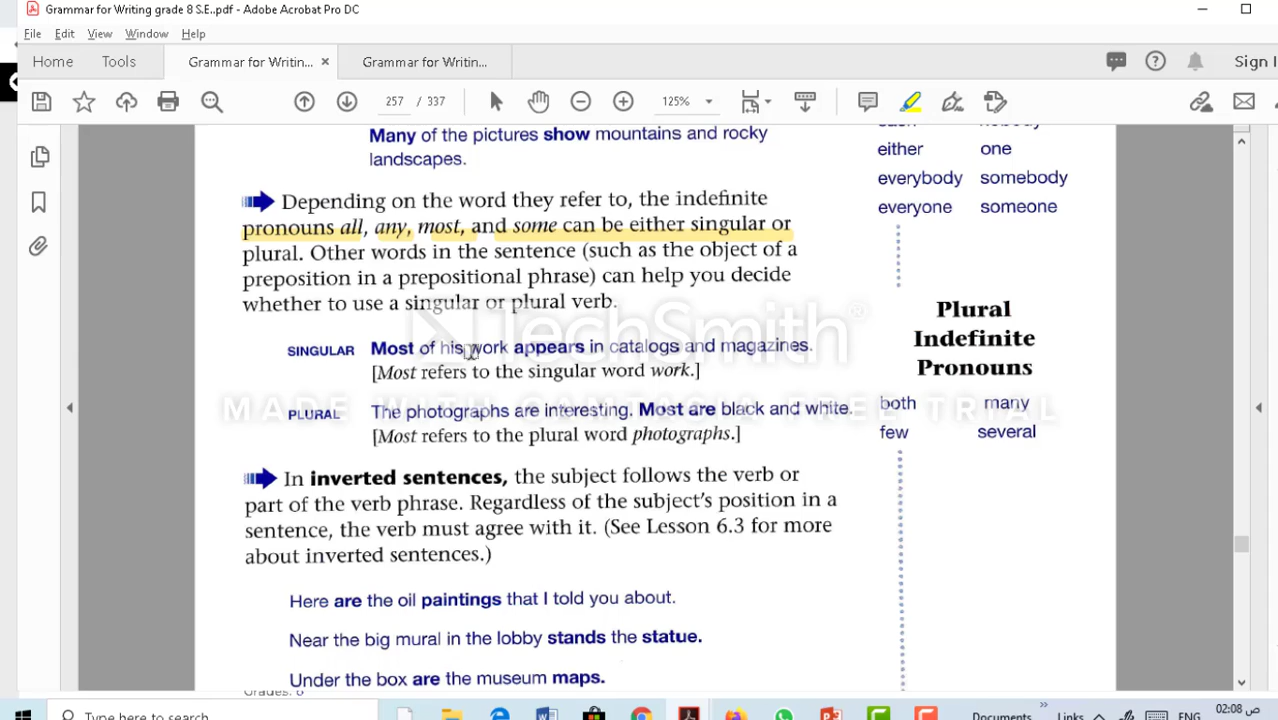 Grammar for Writing grade 8 S.E..pdf - Adobe Acrobat Pro DC
File Edit View Window Help
Home Tools Grammar for Writin... × Grammar for Writin... Sign I
257 / 337 125%
Many of the pictures show mountains and rocky
landscapes.
Depending on the word they refer to, the indefinite
pronouns all, any, most, and some can be either singular or
plural. Other words in the sentence (such as the object of a
preposition in a prepositional phrase) can help you decide
whether to use a singular or plural verb.
SINGULAR Most of his work appears in catalogs and magazines.
[Most refers to the singular word work.]
PLURAL The photographs are interesting. Most are black and white.
[Most refers to the plural word photographs.]
In inverted sentences, the subject follows the verb or
part of the verb phrase. Regardless of the subject's position in a
sentence, the verb must agree with it. (See Lesson 6.3 for more
about inverted sentences.)
Here are the oil paintings that I told you about.
Near the big mural in the lobby stands the statue.
Under the box are the museum maps.
each nobody
either one
everybody somebody
everyone someone
Plural
Indefinite
Pronouns
both many
few several
TechSmith®
MADE WITH CAMTASIA FREE TRIAL
Grades: 8
Type here to search
Documents Links ENG 02:08 ص